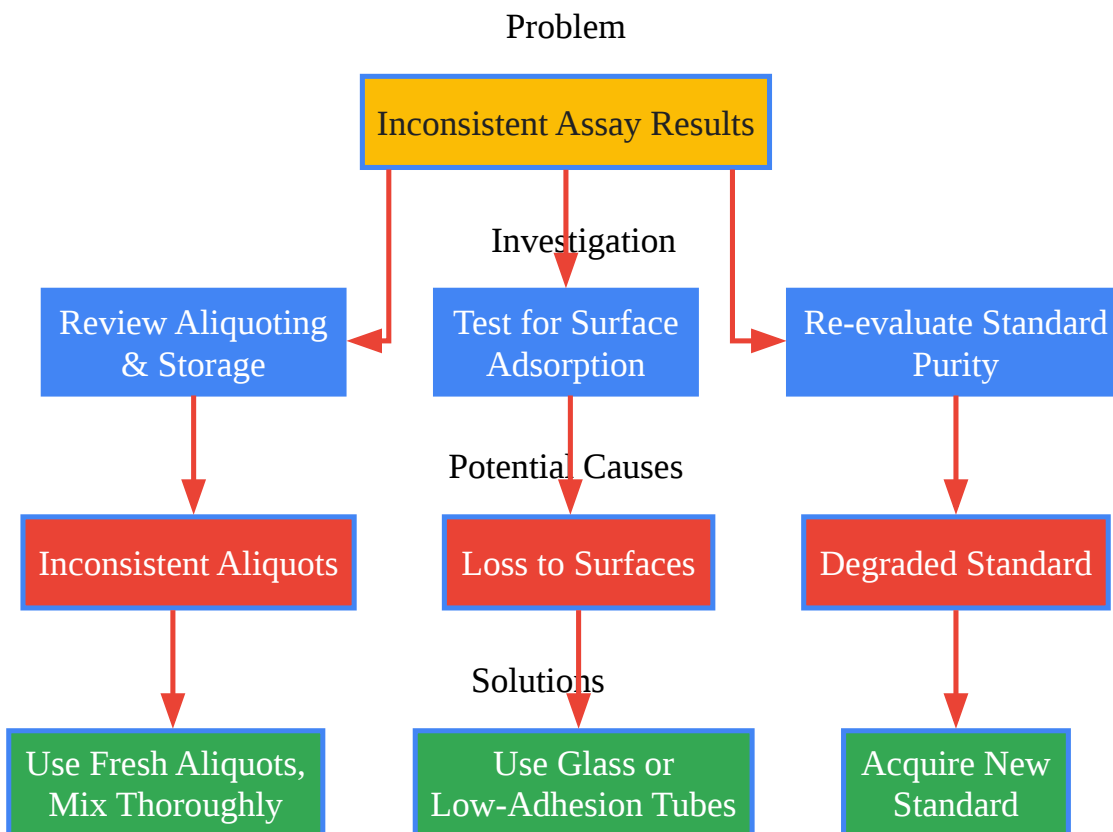 Problem
Inconsistent Assay Results
Investigation
Review Aliquoting
& Storage
Test for Surface
Adsorption
Re-evaluate Standard
Purity
Potential Causes
Inconsistent Aliquots
Loss to Surfaces
Degraded Standard
Solutions
Use Fresh Aliquots,
Mix Thoroughly
Use Glass or
Low-Adhesion Tubes
Acquire New
Standard